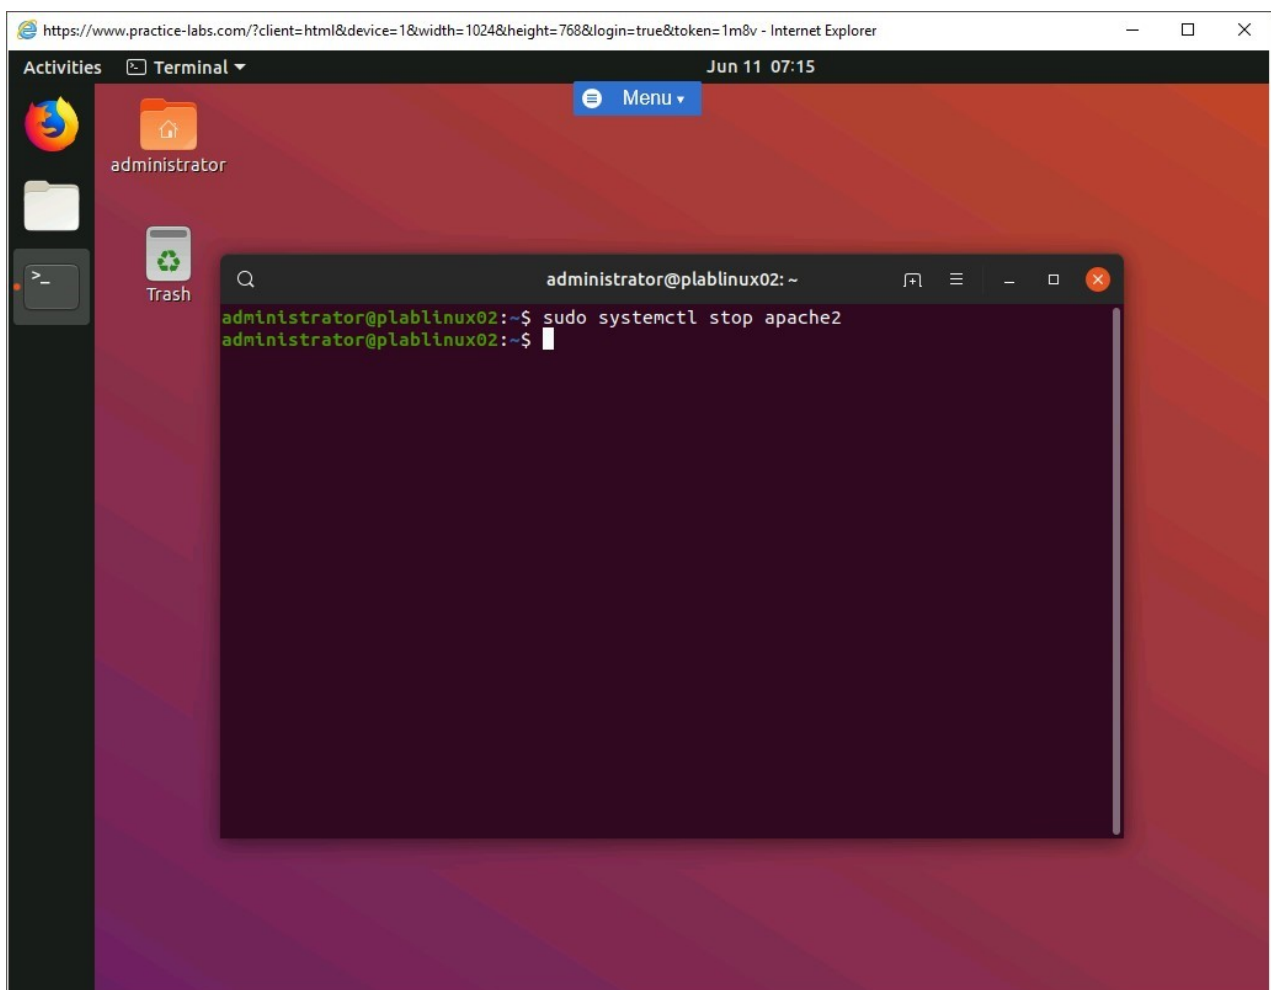 https://www.practice-labs.com/?client=html&device=1&width=1024&height=768&login=true&token=1m8v - Internet Explorer
Activities Terminal Jun 11 07:15
Menu
administrator
Trash
administrator@plablinux02: ~
administrator@plablinux02:~$ sudo systemctl stop apache2
administrator@plablinux02:~$